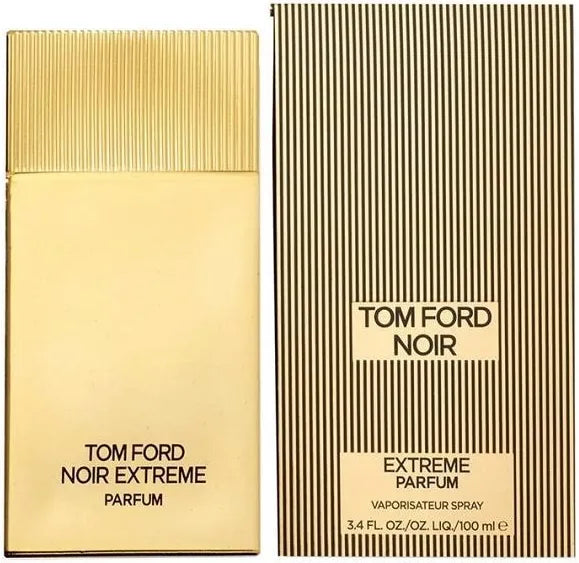 TOM FORD
NOIR EXTREME
PARFUM
TOM FORD
NOIR
EXTREME
PARFUM
VAPORISATEUR SPRAY
3.4 FL. OZ./OZ. LIQ./100 ml ℮